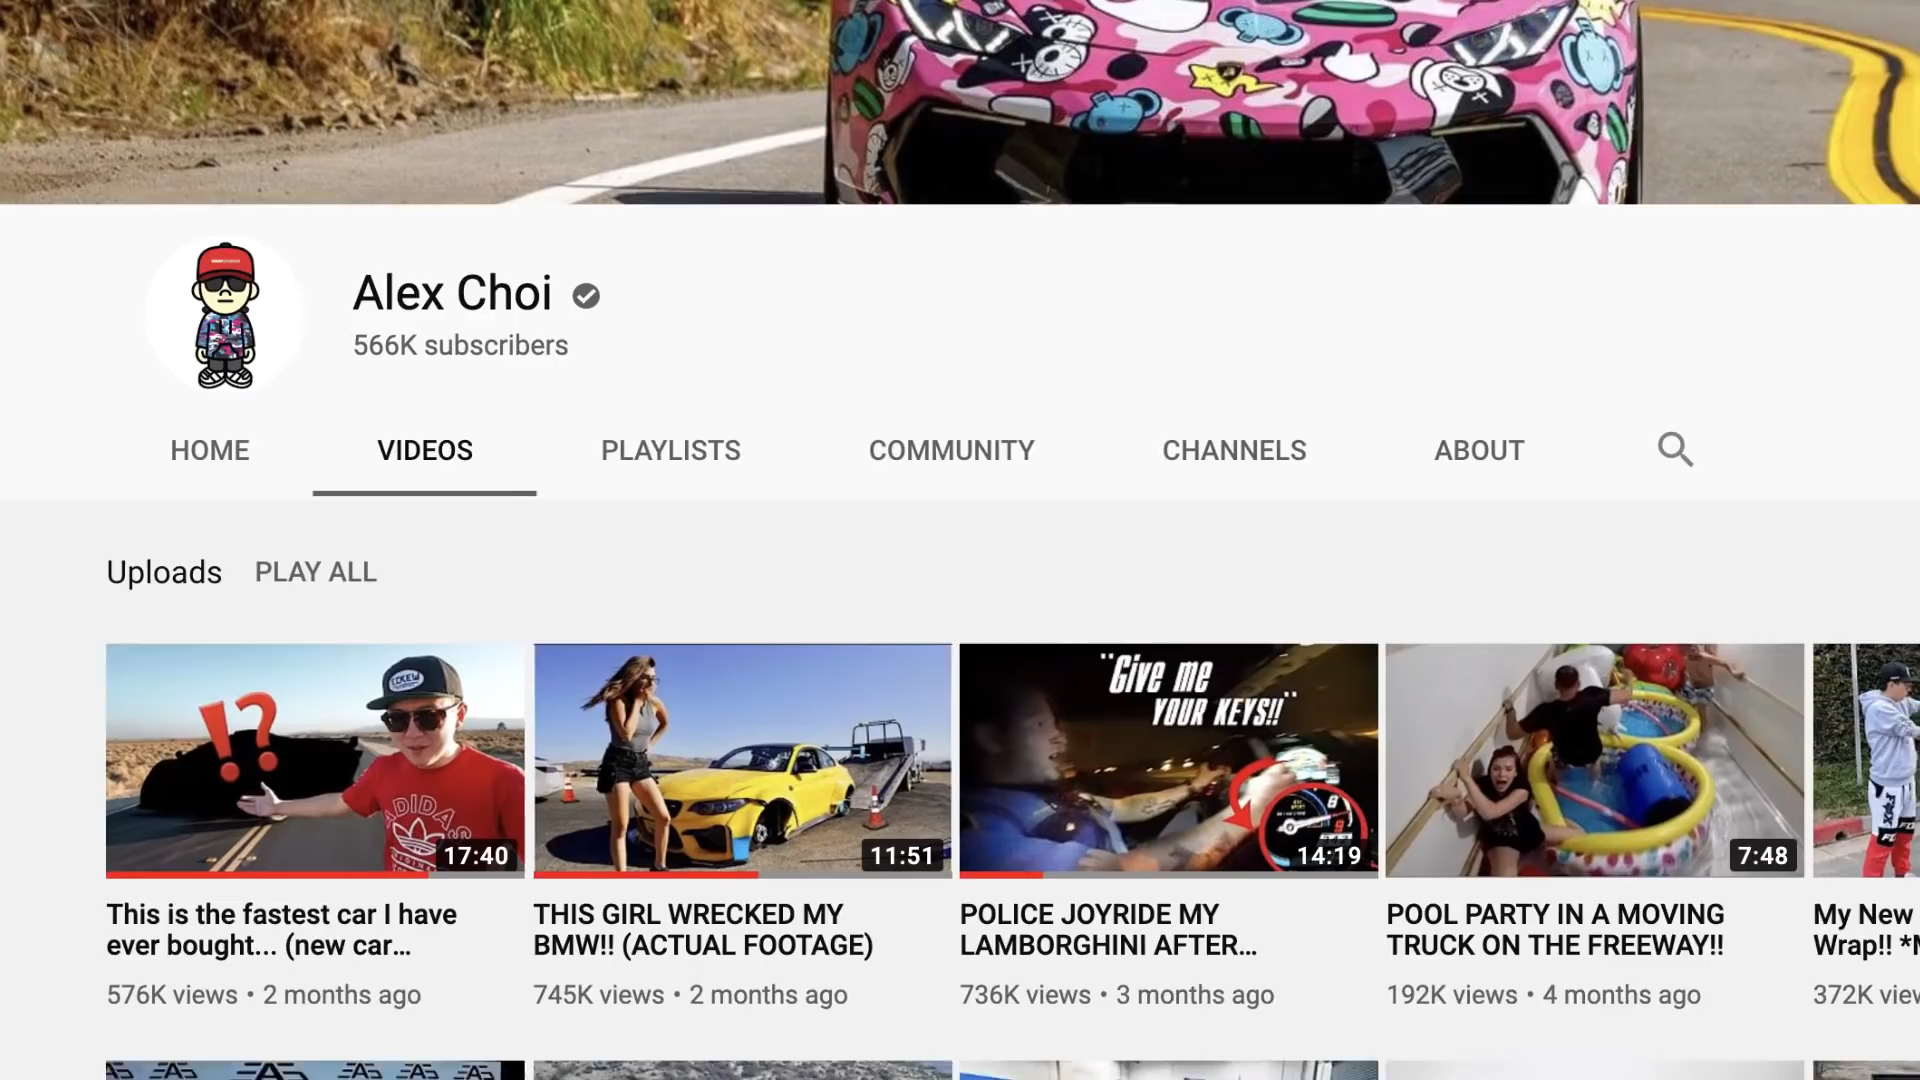 Alex Choi
566K subscribers
HOME VIDEOS PLAYLISTS COMMUNITY CHANNELS ABOUT
Uploads PLAY ALL
!?
CREW
ADIDAS
17:40
11:51
"Give me
YOUR KEYS!!"
8
9
14:19
7:48
This is the fastest car I have
ever bought... (new car...
576K views • 2 months ago
THIS GIRL WRECKED MY
BMW!! (ACTUAL FOOTAGE)
745K views • 2 months ago
POLICE JOYRIDE MY
LAMBORGHINI AFTER...
736K views • 3 months ago
POOL PARTY IN A MOVING
TRUCK ON THE FREEWAY!!
192K views • 4 months ago
My New
Wrap!!
372K